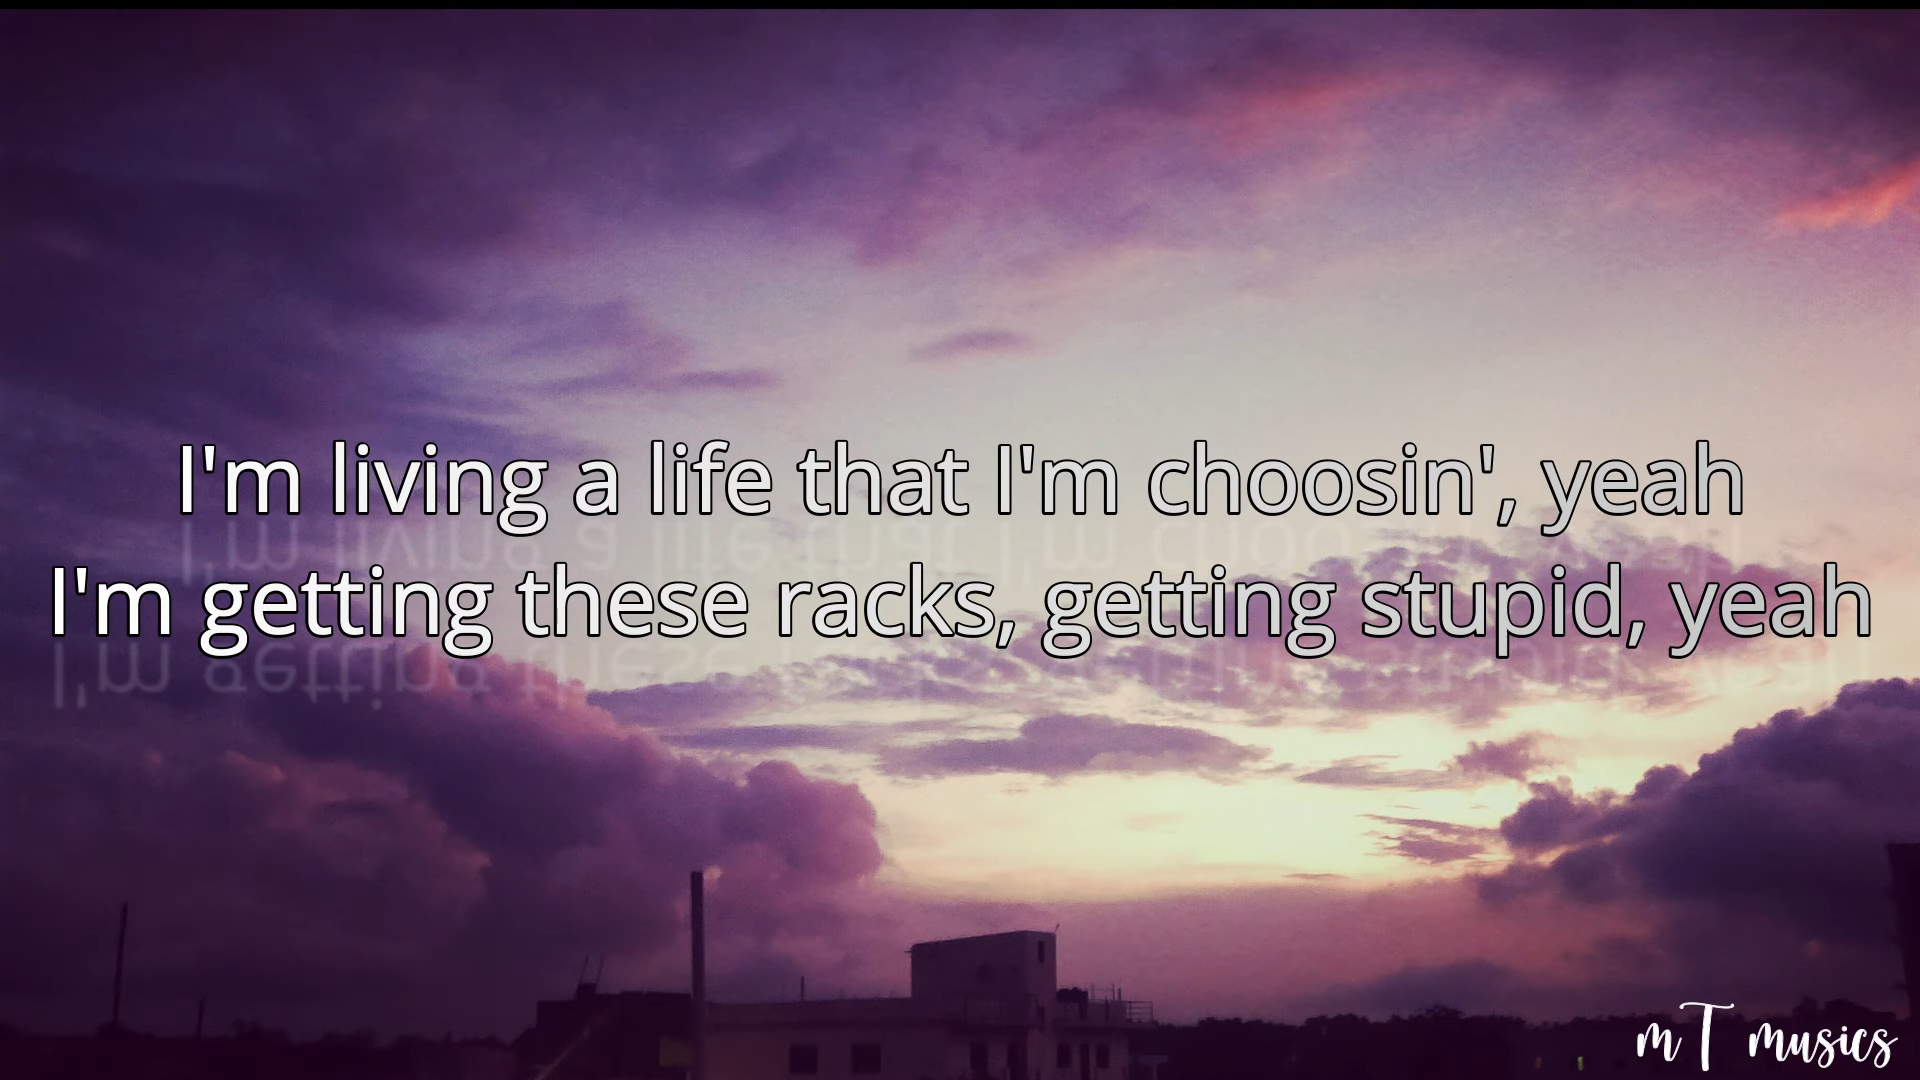 I'm living a life that I'm choosin', yeah
I'm getting these racks, getting stupid, yeah
mT musics